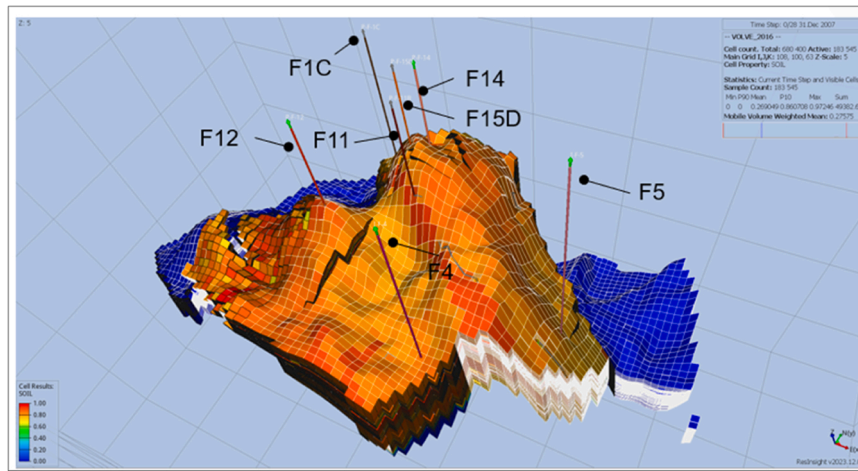 Z: 5
Time Step: 0/28 31.Dec 2007
-- VOLVE_2016 --
Cell count. Total: 680 400 Active: 183 545
Main Grid I,J,K: 108, 100, 63 Z-Scale: 5
Cell Property: SOIL
Statistics: Current Time Step and Visible Cells
Sample Count: 183 545
Min P90 Mean P10 Max Sum
0 0 0.269049 0.860708 0.97246 49382.8
Mobile Volume Weighted Mean: 0.27575
F1C
F14
F15D
F11
F12
F5
F4
Cell Results:
SOIL
1.00
0.80
0.60
0.40
0.20
0.00
Z
N(y)
ResInsight v2023.12.